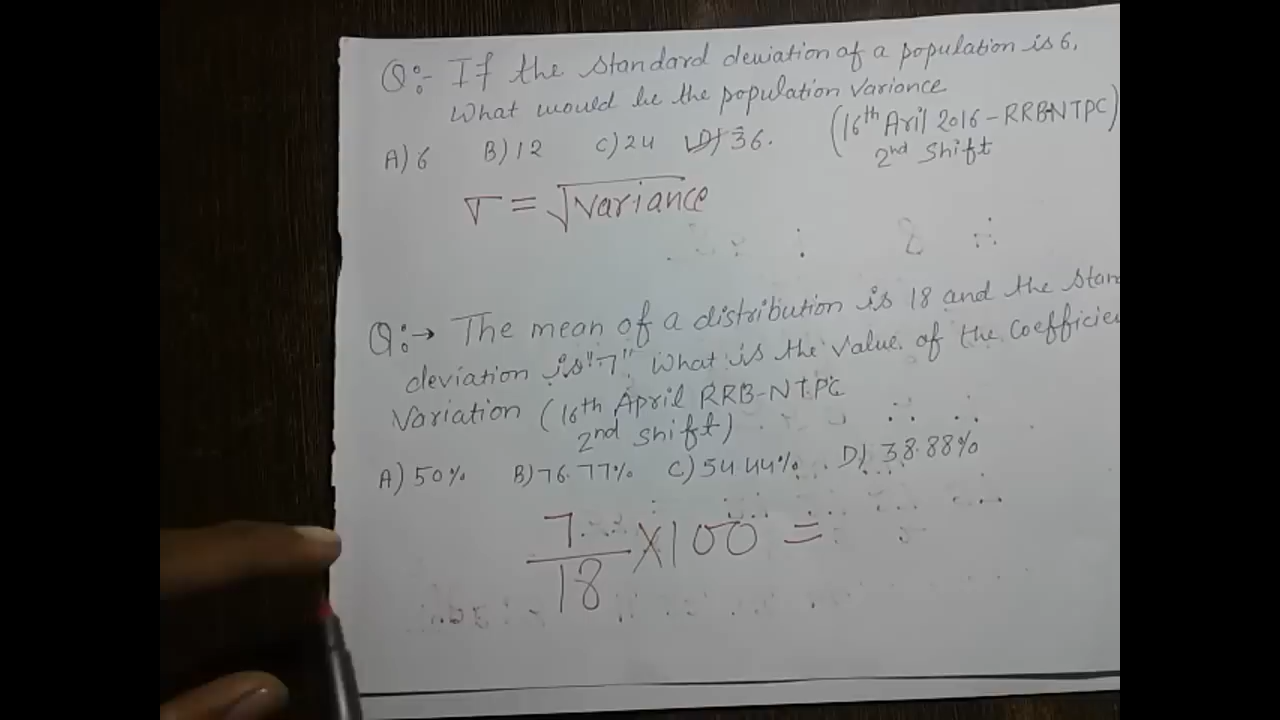 Q:- If the standard deviation of a population is 6.
What would be the population variance
A) 6 B) 12 C) 24 D) 36. (16th Aril 2016 - RRB-NTPC)
2nd Shift
σ = √variance
Q:→ The mean of a distribution is 18 and the Stan
deviation is "7". What is the value of the Coefficie
Variation (16th April RRB-NTPC
2nd shift)
A) 50% B) 76.77% C) 54.44% D) 38.88%
7
— X 100 =
18